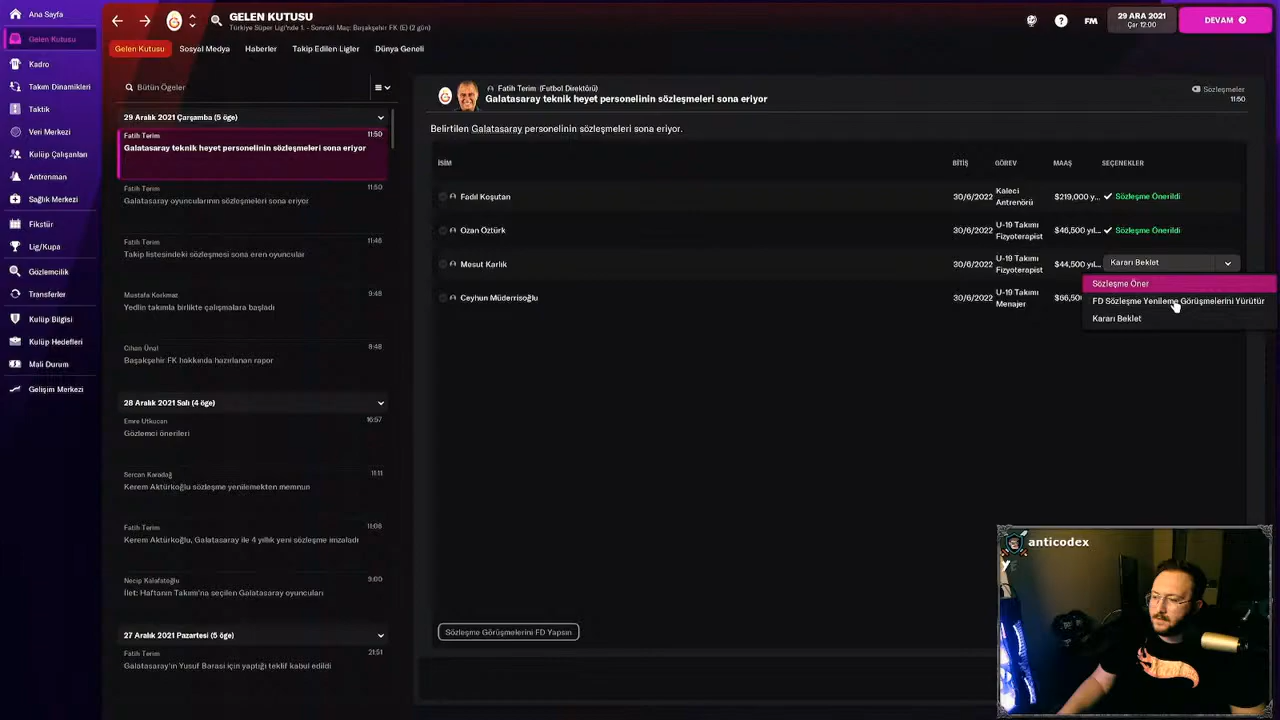 Ana Sayfa
Gelen Kutusu
Kadro
Takım Dinamikleri
Taktik
Veri Merkezi
Kulüp Çalışanları
Antrenman
Sağlık Merkezi
Fikstür
Lig/Kupa
Gözlemcilik
Transferler
Kulüp Bilgisi
Kulüp Hedefleri
Mali Durum
Gelişim Merkezi
GELEN KUTUSU
Türkiye Süper Ligi'nde 1. - Sonraki Maç: Başakşehir FK (E) (2 gün)
FM
29 ARA 2021
Çar 12:00
DEVAM
Gelen Kutusu Sosyal Medya Haberler Takip Edilen Ligler Dünya Geneli
Bütün Ögeler
29 Aralık 2021 Çarşamba (5 öge)
Fatih Terim 11:50
Galatasaray teknik heyet personelinin sözleşmeleri sona eriyor
Fatih Terim 11:50
Galatasaray oyuncularının sözleşmeleri sona eriyor
Fatih Terim 11:46
Takip listesindeki sözleşmesi sona eren oyuncular
Mustafa Korkmaz 9:48
Yedlin takımla birlikte çalışmalara başladı
Cihan Ünal 8:48
Başakşehir FK hakkında hazırlanan rapor
28 Aralık 2021 Salı (4 öge)
Emre Utkucan 16:57
Gözlemci önerileri
Sercan Karadağ 11:11
Kerem Aktürkoğlu sözleşme yenilemekten memnun
Fatih Terim 11:06
Kerem Aktürkoğlu, Galatasaray ile 4 yıllık yeni sözleşme imzaladı
Necip Kalafatoğlu 9:00
İlet: Haftanın Takımı'na seçilen Galatasaray oyuncuları
27 Aralık 2021 Pazartesi (5 öge)
Fatih Terim 21:51
Galatasaray'ın Yusuf Barasi için yaptığı teklif kabul edildi
Fatih Terim (Futbol Direktörü)
Galatasaray teknik heyet personelinin sözleşmeleri sona eriyor
Sözleşmeler
11:50
Belirtilen Galatasaray personelinin sözleşmeleri sona eriyor.
İSİM BİTİŞ GÖREV MAAŞ SEÇENEKLER
Fadıl Koşutan 30/6/2022 Kaleci Antrenörü $219,000 y... Sözleşme Önerildi
Ozan Öztürk 30/6/2022 U-19 Takımı Fizyoterapist $46,500 yıl... Sözleşme Önerildi
Mesut Karlık 30/6/2022 U-19 Takımı Fizyoterapist $44,500 yıl... Kararı Beklet
Ceyhun Müderrisoğlu 30/6/2022 U-19 Takımı Menajer $66,500
Sözleşme Öner
FD Sözleşme Yenileme Görüşmelerini Yürütür
Kararı Beklet
Sözleşme Görüşmelerini FD Yapsın
anticodex